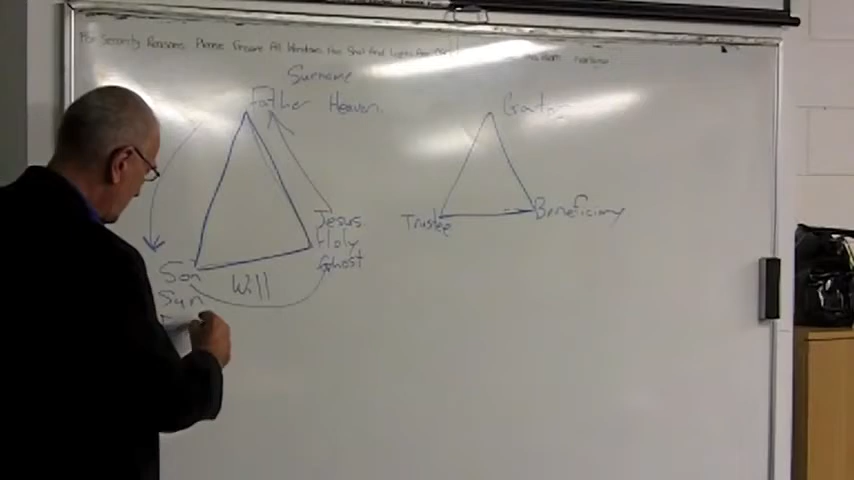 For Security Reasons Please Ensure All Windows Are Shut And Lights Are Off!
Surname
Father Heaven
Jesus
Holy
Ghost
Son
Will
Sun
Grator
Trustee
Beneficiary